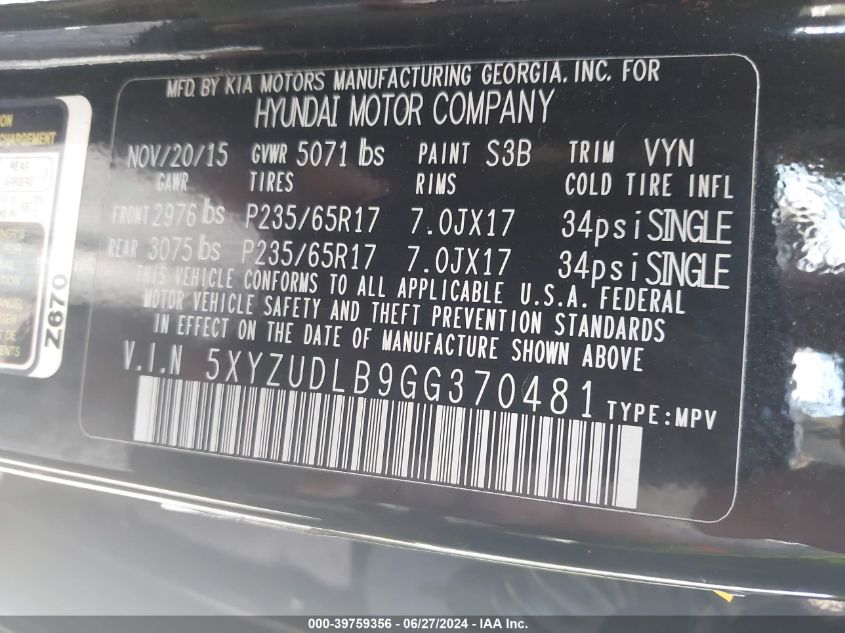 MFD. BY KIA MOTORS MANUFACTURING GEORGIA, INC. FOR
HYUNDAI MOTOR COMPANY
NOV/20/15 GVWR 5071 lbs PAINT S3B TRIM VYN
GAWR TIRES RIMS COLD TIRE INFL
FRONT 2976 lbs P235/65R17 7.0JX17 34psi SINGLE
REAR 3075 lbs P235/65R17 7.0JX17 34psi SINGLE
THIS VEHICLE CONFORMS TO ALL APPLICABLE U.S.A. FEDERAL
MOTOR VEHICLE SAFETY AND THEFT PREVENTION STANDARDS
IN EFFECT ON THE DATE OF MANUFACTURE SHOWN ABOVE
V.I.N 5XYZUDLB9GG370481 TYPE:MPV
REAR
ARRIERE
Z670
000-39759356 - 06/27/2024 - IAA Inc.